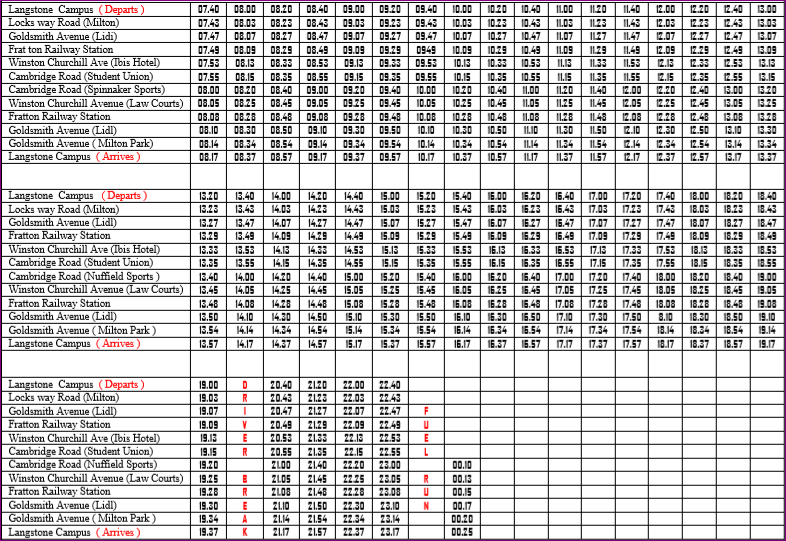 Langstone Campus ( Departs ) 07.40 08.00 08.20 08.40 09.00 09.20 09.40 10.00 10.20 10.40 11.00 11.20 11.40 12.00 12.20 12.40 13.00
Locks way Road (Milton) 07.43 08.03 08.23 08.43 09.03 09.23 09.43 10.03 10.23 10.43 11.03 11.23 11.43 12.03 12.23 12.43 13.03
Goldsmith Avenue (Lidl) 07.47 08.07 08.27 08.47 09.07 09.27 09.47 10.07 10.27 10.47 11.07 11.27 11.47 12.07 12.27 12.47 13.07
Frat ton Railway Station 07.49 08.09 08.29 08.49 09.09 09.29 0949 10.09 10.29 10.49 11.09 11.29 11.49 12.09 12.29 12.49 13.09
Winston Churchill Ave (Ibis Hotel) 07.53 08.13 08.33 08.53 09.13 09.33 09.53 10.13 10.33 10.53 11.13 11.33 11.53 12.13 12.33 12.53 13.13
Cambridge Road (Student Union) 07.55 08.15 08.35 08.55 09.15 09.35 09.55 10.15 10.35 10.55 11.15 11.35 11.55 12.15 12.35 12.55 13.15
Cambridge Road (Spinnaker Sports) 08.00 08.20 08.40 09.00 09.20 09.40 10.00 10.20 10.40 11.00 11.20 11.40 12.00 12.20 12.40 13.00 13.20
Winston Churchill Avenue (Law Courts) 08.05 08.25 08.45 09.05 09.25 09.45 10.05 10.25 10.45 11.05 11.25 11.45 12.05 12.25 12.45 13.05 13.25
Fratton Railway Station 08.08 08.28 08.48 09.08 09.28 09.48 10.08 10.28 10.48 11.08 11.28 11.48 12.08 12.28 12.48 13.08 13.28
Goldsmith Avenue (Lidl) 08.10 08.30 08.50 09.10 09.30 09.50 10.10 10.30 10.50 11.10 11.30 11.50 12.10 12.30 12.50 13.10 13.30
Goldsmith Avenue ( Milton Park) 08.14 08.34 08.54 09.14 09.34 09.54 10.14 10.34 10.54 11.14 11.34 11.54 12.14 12.34 12.54 13.14 13.34
Langstone Campus ( Arrives ) 08.17 08.37 08.57 09.17 09.37 09.57 10.17 10.37 10.57 11.17 11.37 11.57 12.17 12.37 12.57 13.17 13.37
Langstone Campus ( Departs ) 13.20 13.40 14.00 14.20 14.40 15.00 15.20 15.40 16.00 16.20 16.40 17.00 17.20 17.40 18.00 18.20 18.40
Locks way Road (Milton) 13.23 13.43 14.03 14.23 14.43 15.03 15.23 15.43 16.03 16.23 16.43 17.03 17.23 17.43 18.03 18.23 18.43
Goldsmith Avenue (Lidl) 13.27 13.47 14.07 14.27 14.47 15.07 15.27 15.47 16.07 16.27 16.47 17.07 17.27 17.47 18.07 18.27 18.47
Fratton Railway Station 13.29 13.49 14.09 14.29 14.49 15.09 15.29 15.49 16.09 16.29 16.49 17.09 17.29 17.49 18.09 18.29 18.49
Winston Churchill Ave (Ibis Hotel) 13.33 13.53 14.13 14.33 14.53 15.13 15.33 15.53 16.13 16.33 16.53 17.13 17.33 17.53 18.13 18.33 18.53
Cambridge Road (Student Union) 13.35 13.55 14.15 14.35 14.55 15.15 15.35 15.55 16.15 16.35 16.55 17.15 17.35 17.55 18.15 18.35 18.55
Cambridge Road (Nuffield Sports ) 13.40 14.00 14.20 14.40 15.00 15.20 15.40 16.00 16.20 16.40 17.00 17.20 17.40 18.00 18.20 18.40 19.00
Winston Churchill Avenue (Law Courts) 13.45 14.05 14.25 14.45 15.05 15.25 15.45 16.05 16.25 16.45 17.05 17.25 17.45 18.05 18.25 18.45 19.05
Fratton Railway Station 13.48 14.08 14.28 14.48 15.08 15.28 15.48 16.08 16.28 16.48 17.08 17.28 17.48 18.08 18.28 18.48 19.08
Goldsmith Avenue (Lidl) 13.50 14.10 14.30 14.50 15.10 15.30 15.50 16.10 16.30 16.50 17.10 17.30 17.50 8.10 18.30 18.50 19.10
Goldsmith Avenue ( Milton Park ) 13.54 14.14 14.34 14.54 15.14 15.34 15.54 16.14 16.34 16.54 17.14 17.34 17.54 18.14 18.34 18.54 19.14
Langstone Campus ( Arrives ) 13.57 14.17 14.37 14.57 15.17 15.37 15.57 16.17 16.37 16.57 17.17 17.37 17.57 18.17 18.37 18.57 19.17
Langstone Campus ( Departs ) 19.00 D 20.40 21.20 22.00 22.40
Locks way Road (Milton) 19.03 R 20.43 21.23 22.03 22.43
Goldsmith Avenue (Lidl) 19.07 I 20.47 21.27 22.07 22.47 F
Fratton Railway Station 19.09 V 20.49 21.29 22.09 22.49 U
Winston Churchill Ave (Ibis Hotel) 19.13 E 20.53 21.33 22.13 22.53 E
Cambridge Road (Student Union) 19.15 R 20.55 21.35 22.15 22.55 L
Cambridge Road (Nuffield Sports) 19.20 21.00 21.40 22.20 23.00 00.10
Winston Churchill Avenue (Law Courts) 19.25 B 21.05 21.45 22.25 23.05 R 00.13
Fratton Railway Station 19.28 R 21.08 21.48 22.28 23.08 U 00.15
Goldsmith Avenue (Lidl) 19.30 E 21.10 21.50 22.30 23.10 N 00.17
Goldsmith Avenue ( Milton Park ) 19.34 A 21.14 21.54 22.34 23.14 00.20
Langstone Campus ( Arrives ) 19.37 K 21.17 21.57 22.37 23.17 00.25